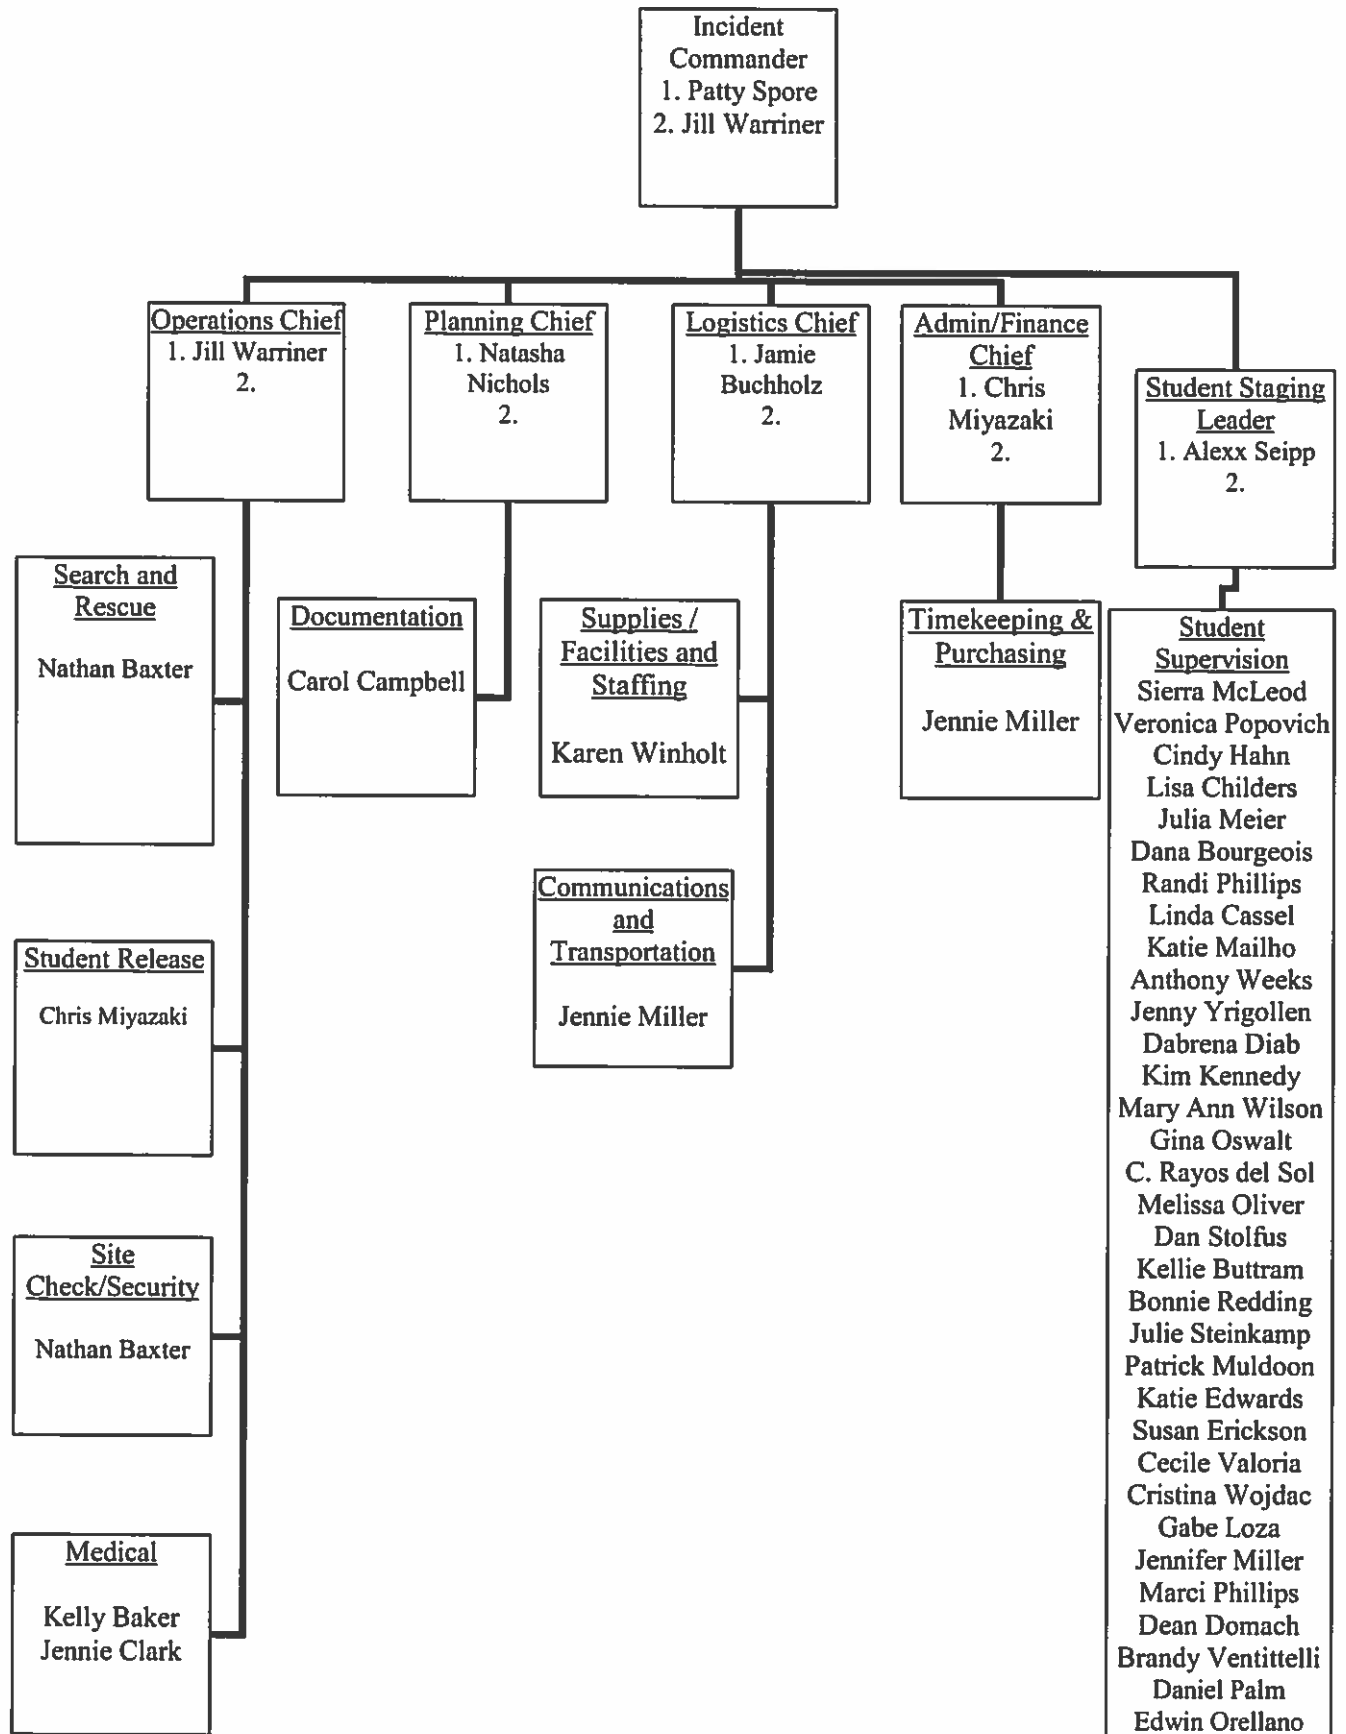 Incident
Commander
1. Patty Spore
2. Jill Warriner
Operations Chief
1. Jill Warriner
2.
Planning Chief
1. Natasha
Nichols
2.
Logistics Chief
1. Jamie
Buchholz
2.
Admin/Finance
Chief
1. Chris
Miyazaki
2.
Student Staging
Leader
1. Alexx Seipp
2.
Search and
Rescue
Nathan Baxter
Documentation
Carol Campbell
Supplies /
Facilities and
Staffing
Karen Winholt
Timekeeping &
Purchasing
Jennie Miller
Student
Supervision
Sierra McLeod
Veronica Popovich
Cindy Hahn
Lisa Childers
Julia Meier
Dana Bourgeois
Randi Phillips
Linda Cassel
Katie Mailho
Anthony Weeks
Jenny Yrigollen
Dabrena Diab
Kim Kennedy
Mary Ann Wilson
Gina Oswalt
C. Rayos del Sol
Melissa Oliver
Dan Stolfus
Kellie Buttram
Bonnie Redding
Julie Steinkamp
Patrick Muldoon
Katie Edwards
Susan Erickson
Cecile Valoria
Cristina Wojdac
Gabe Loza
Jennifer Miller
Marci Phillips
Dean Domach
Brandy Ventittelli
Daniel Palm
Edwin Orellano
Communications
and
Transportation
Jennie Miller
Student Release
Chris Miyazaki
Site
Check/Security
Nathan Baxter
Medical
Kelly Baker
Jennie Clark